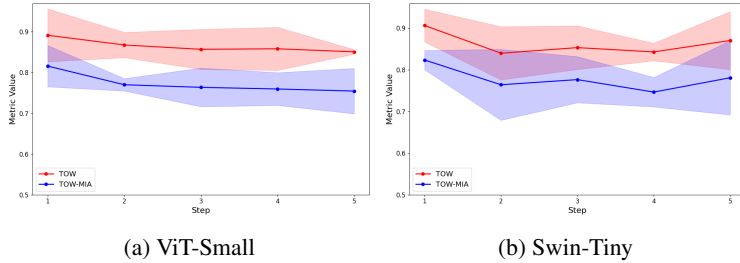 0.9
0.8
0.7
0.6
0.5
Metric Value
TOW
TOW-MIA
1 2 3 4 5
Step
(a) ViT-Small
0.9
0.8
0.7
0.6
0.5
Metric Value
TOW
TOW-MIA
1 2 3 4 5
Step
(b) Swin-Tiny